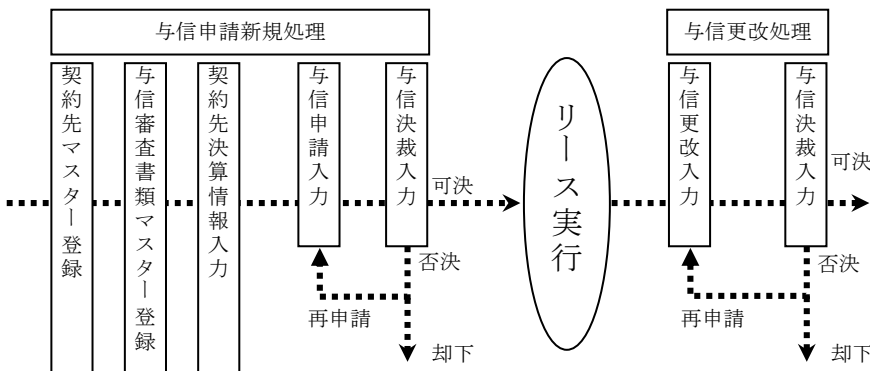 与信申請新規処理
与信更改処理
契約先マスター登録
与信審査書類マスター登録
契約先決算情報入力
与信申請入力
与信決裁入力
可決
否決
再申請
却下
リース実行
与信更改入力
与信決裁入力
可決
否決
再申請
却下